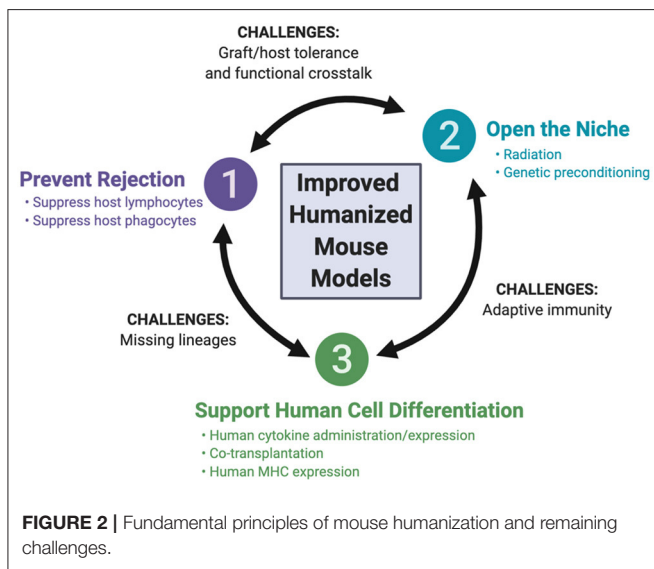 CHALLENGES:
Graft/host tolerance
and functional crosstalk
2
Open the Niche
• Radiation
• Genetic preconditioning
1
Prevent Rejection
• Suppress host lymphocytes
• Suppress host phagocytes
Improved
Humanized
Mouse
Models
CHALLENGES:
Adaptive immunity
CHALLENGES:
Missing lineages
3
Support Human Cell Differentiation
• Human cytokine administration/expression
• Co-transplantation
• Human MHC expression
FIGURE 2 | Fundamental principles of mouse humanization and remaining
challenges.